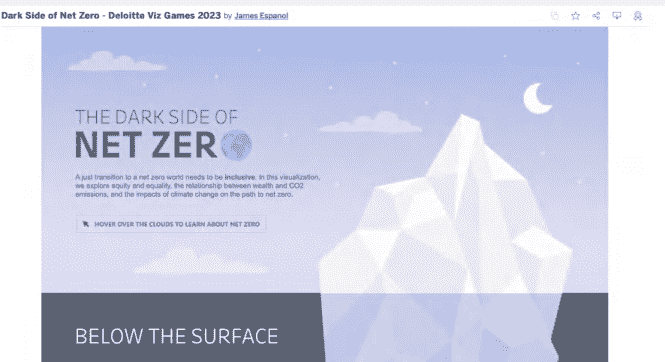 Dark Side of Net Zero - Deloitte Viz Games 2023 by James Espanol
THE DARK SIDE OF
NET ZERO
A just transition to a net zero world needs to be inclusive. In this visualization,
we explore equity and equality, the relationship between wealth and CO2
emissions, and the impacts of climate change on the path to net zero.
HOVER OVER THE CLOUDS TO LEARN ABOUT NET ZERO
BELOW THE SURFACE